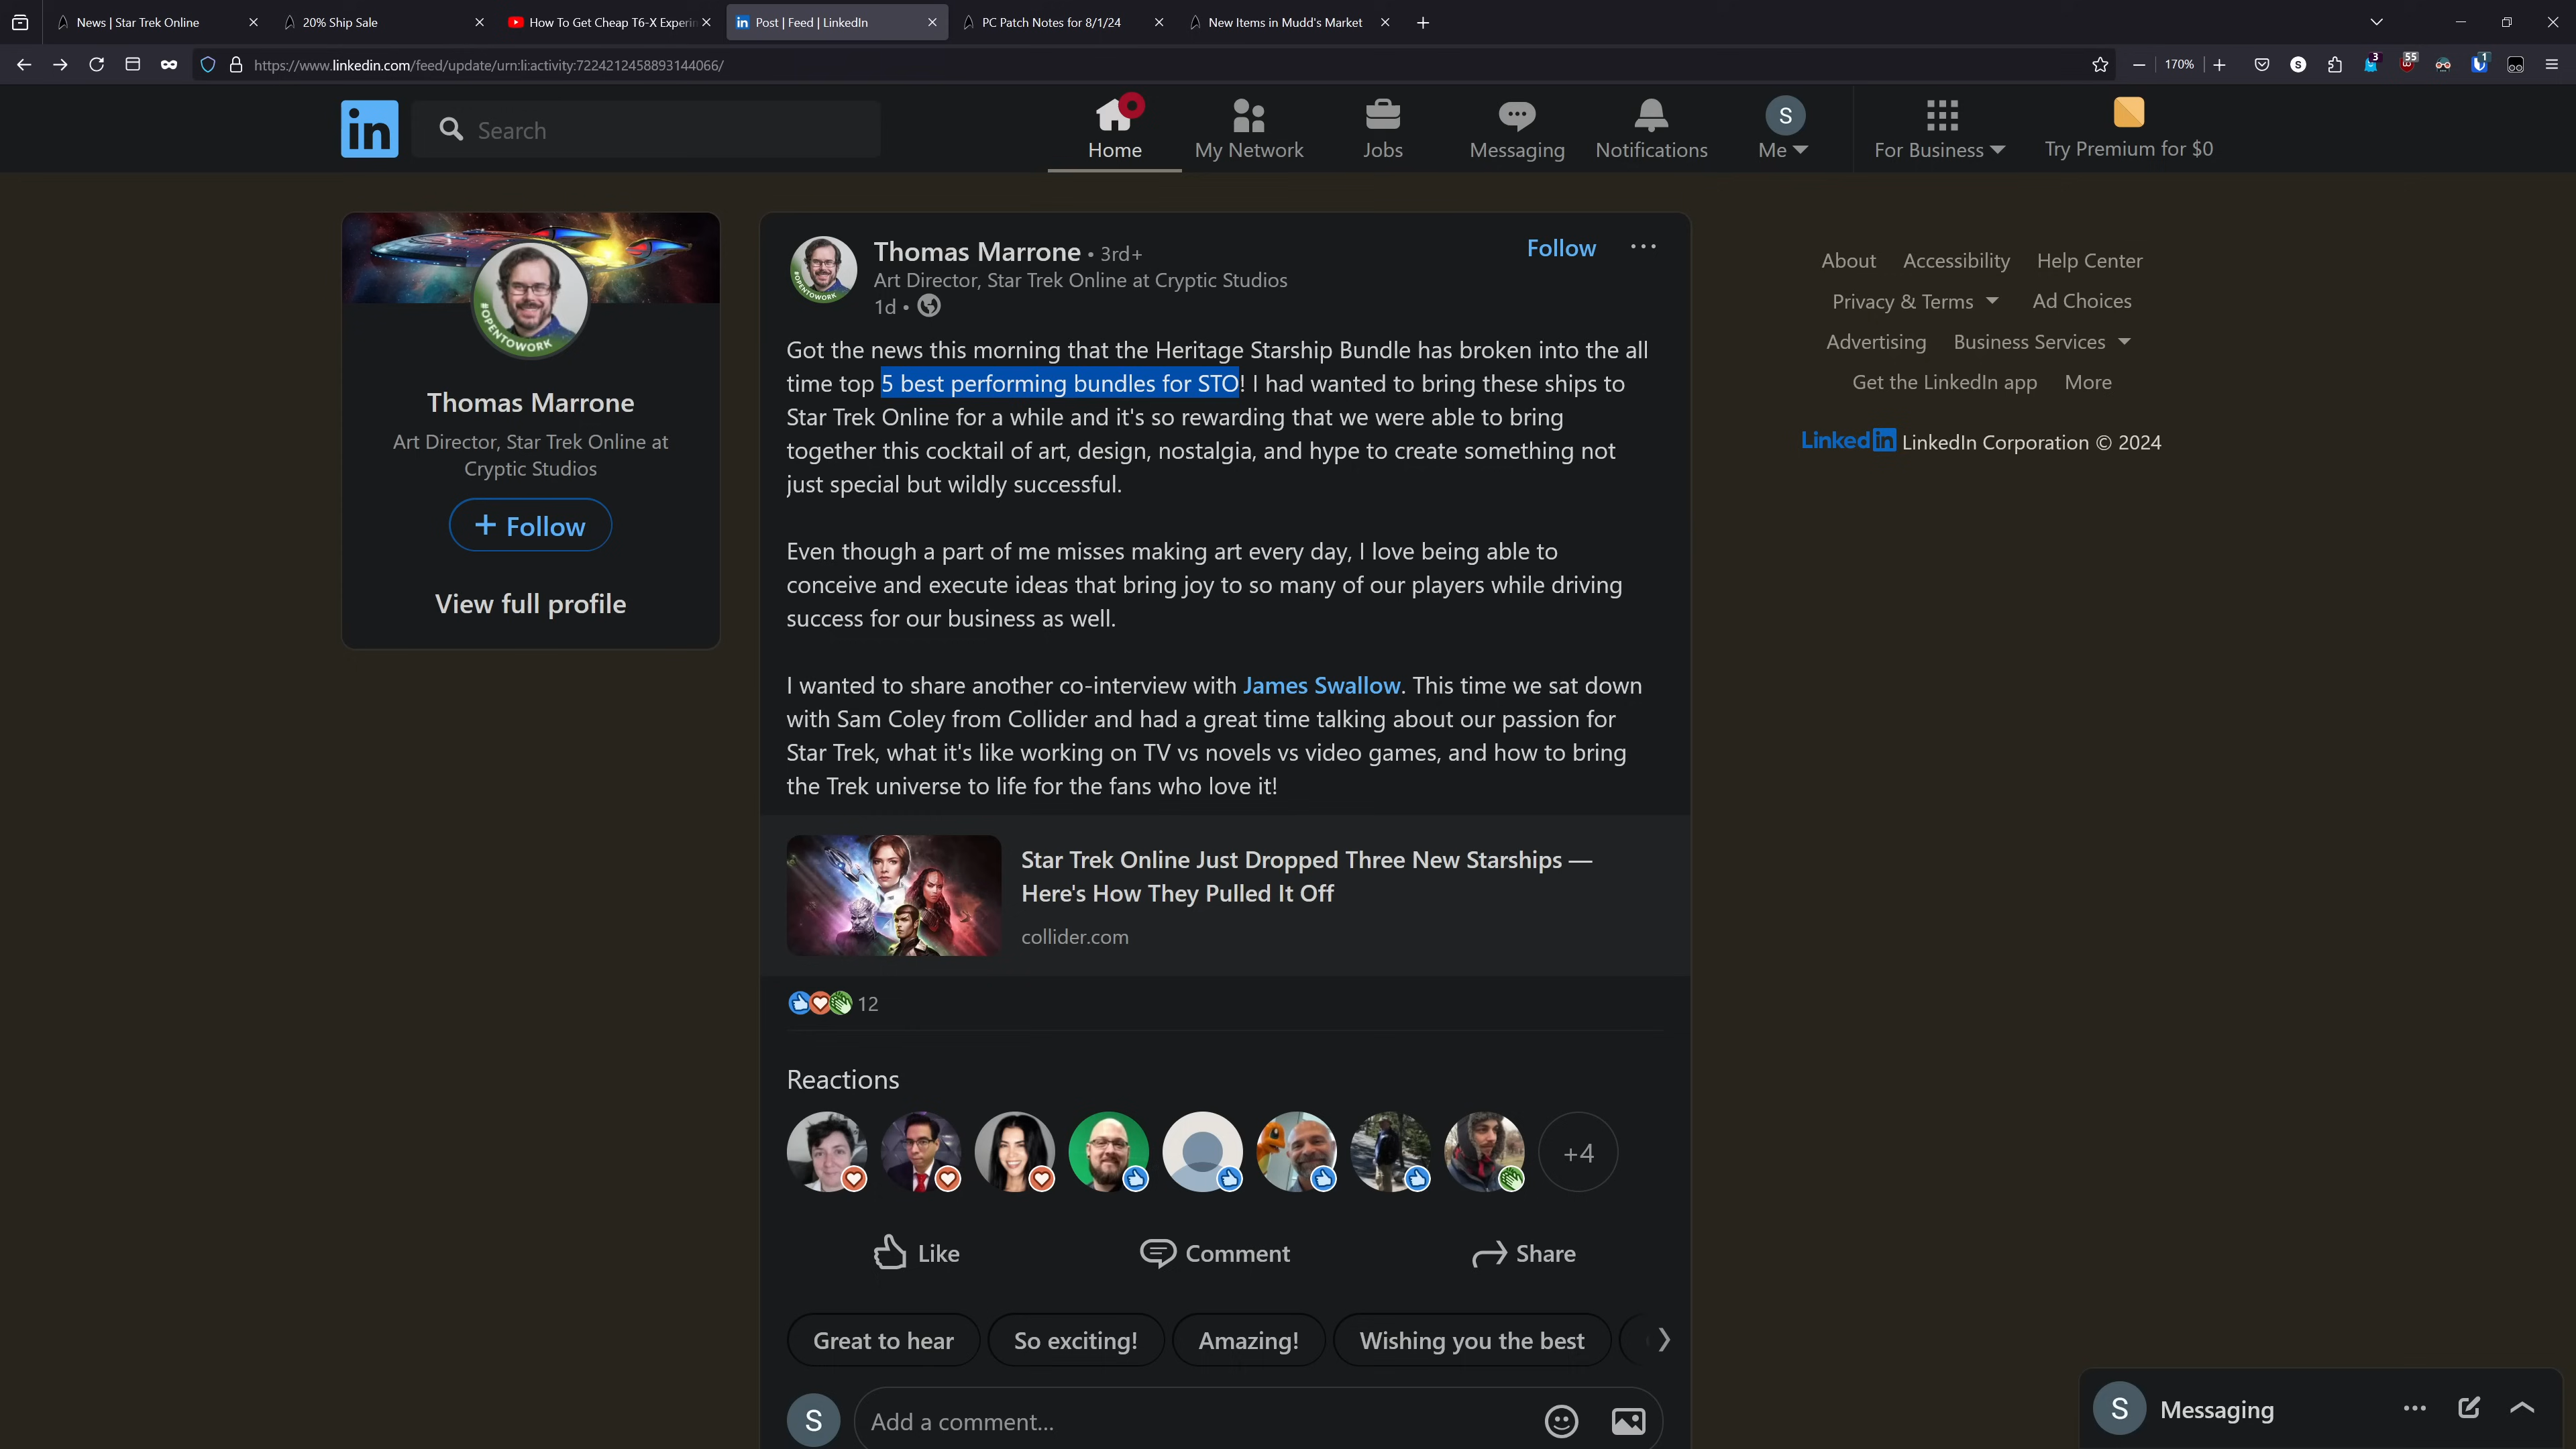 News | Star Trek Online
20% Ship Sale
How To Get Cheap T6-X Experin
Post | Feed | LinkedIn
PC Patch Notes for 8/1/24
New Items in Mudd's Market
https://www.linkedin.com/feed/update/urn:li:activity:7224212458893144066/
170%
S
3
55
1
in
Search
Home
My Network
Jobs
Messaging
Notifications
S
Me
For Business
Try Premium for $0
#OPENTOWORK
Thomas Marrone
Art Director, Star Trek Online at
Cryptic Studios
+ Follow
View full profile
#OPENTOWORK
Thomas Marrone • 3rd+
Follow
Art Director, Star Trek Online at Cryptic Studios
1d •
Got the news this morning that the Heritage Starship Bundle has broken into the all
time top 5 best performing bundles for STO! I had wanted to bring these ships to
Star Trek Online for a while and it's so rewarding that we were able to bring
together this cocktail of art, design, nostalgia, and hype to create something not
just special but wildly successful.
Even though a part of me misses making art every day, I love being able to
conceive and execute ideas that bring joy to so many of our players while driving
success for our business as well.
I wanted to share another co-interview with James Swallow. This time we sat down
with Sam Coley from Collider and had a great time talking about our passion for
Star Trek, what it's like working on TV vs novels vs video games, and how to bring
the Trek universe to life for the fans who love it!
Star Trek Online Just Dropped Three New Starships —
Here's How They Pulled It Off
collider.com
12
Reactions
+4
Like
Comment
Share
Great to hear
So exciting!
Amazing!
Wishing you the best
S
Add a comment...
About
Accessibility
Help Center
Privacy & Terms
Ad Choices
Advertising
Business Services
Get the LinkedIn app
More
LinkedIn LinkedIn Corporation © 2024
S
Messaging